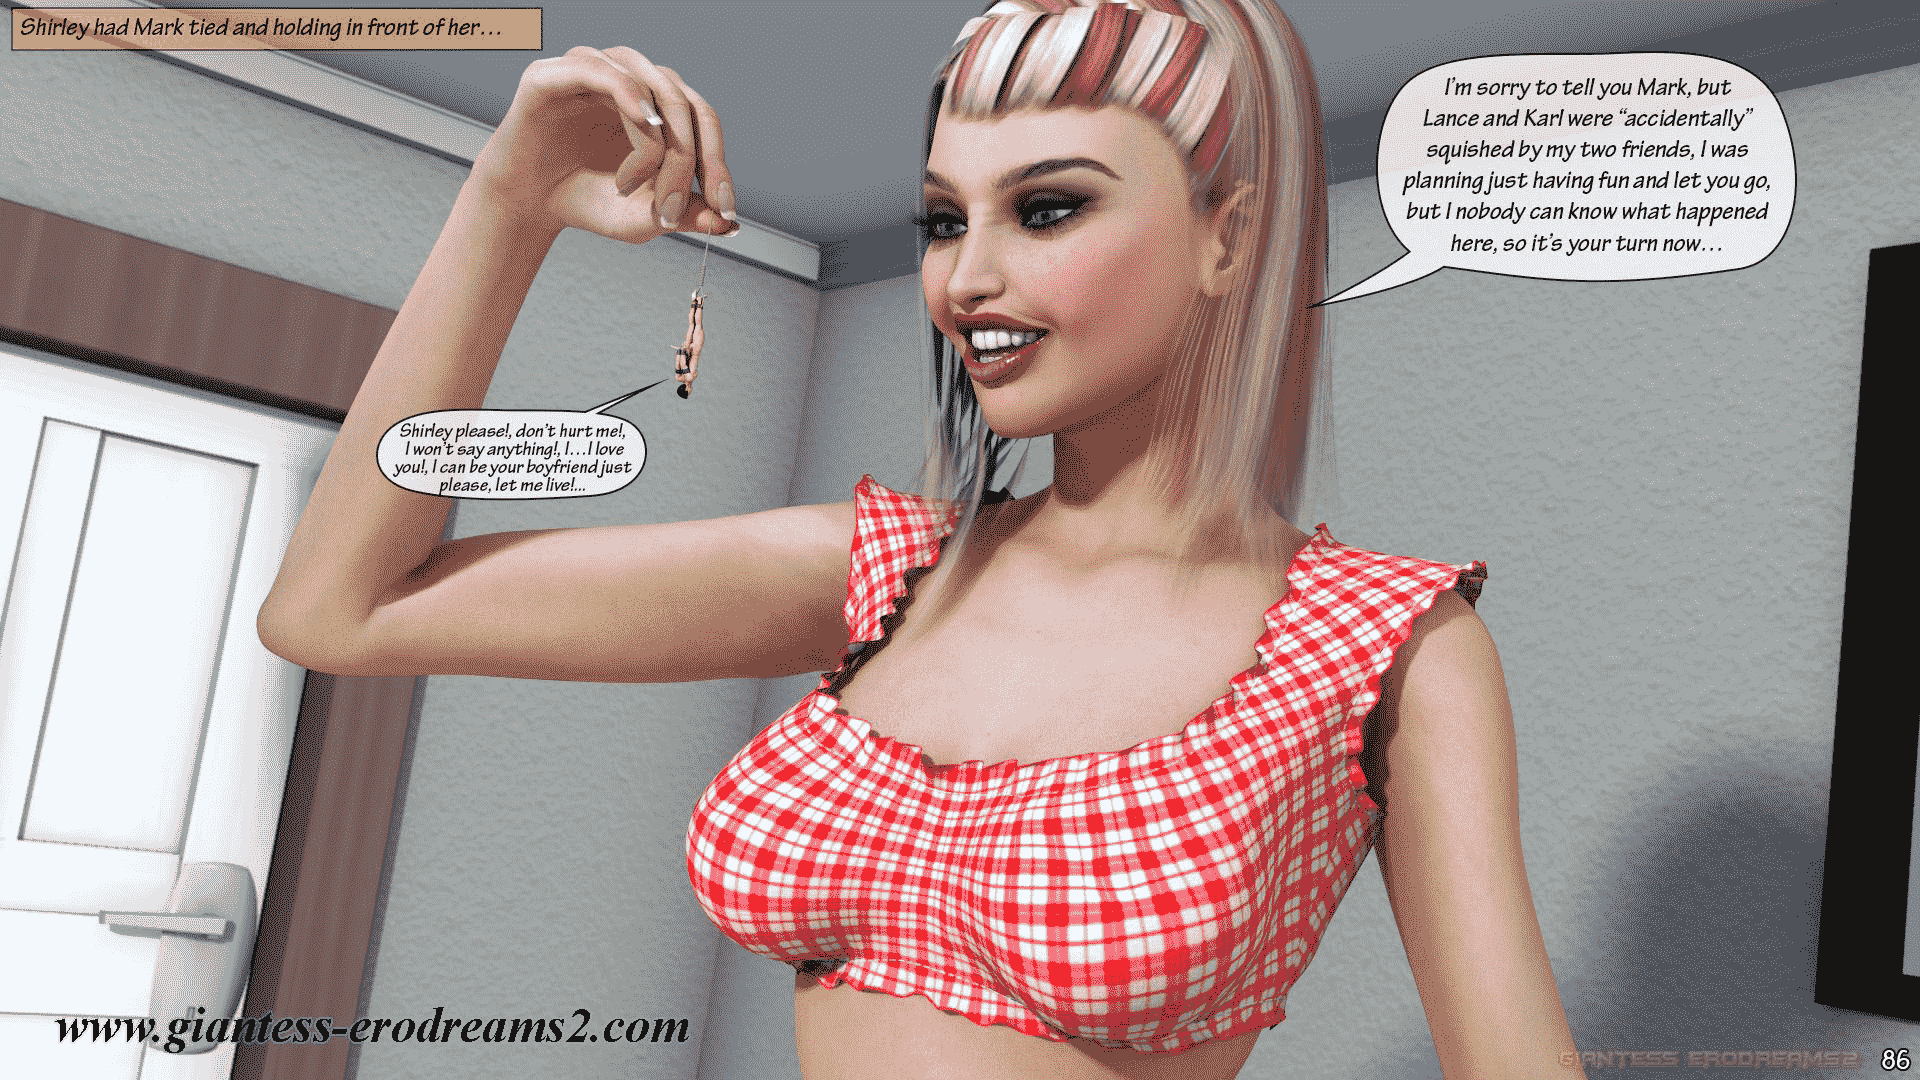 Shirley had Mark tied and holding in front of her...
I'm sorry to tell you Mark, but
Lance and Karl were "accidentally"
squished by my two friends, I was
planning just having fun and let you go,
but I nobody can know what happened
here, so it's your turn now...
Shirley please!, don't hurt me!,
I won't say anything!, I...I love
you!, I can be your boyfriend just
please, let me live!...
www.giantess-erodreams2.com
GIANTESS ERODREAMS2
86